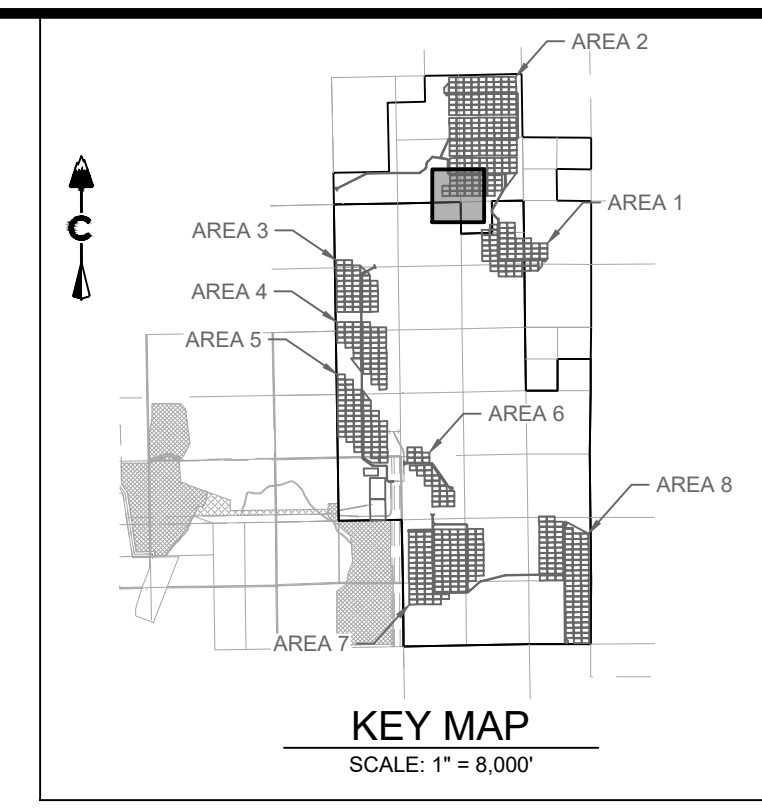 AREA 2
AREA 1
AREA 3
AREA 4
AREA 5
AREA 6
AREA 8
AREA 7
C
KEY MAP
SCALE: 1" = 8,000'